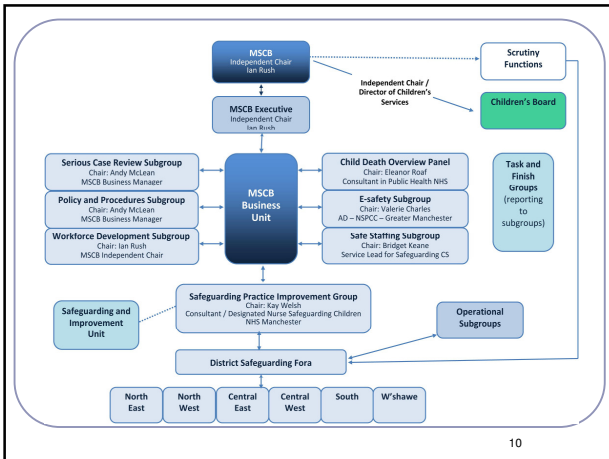 MSCB
Independent Chair
Ian Rush
Scrutiny
Functions
Independent Chair /
Director of Children's
Services
Children's Board
MSCB Executive
Independent Chair
Ian Rush
Serious Case Review Subgroup
Chair: Andy McLean
MSCB Business Manager
Policy and Procedures Subgroup
Chair: Andy McLean
MSCB Business Manager
Workforce Development Subgroup
Chair: Ian Rush
MSCB Independent Chair
MSCB
Business
Unit
Child Death Overview Panel
Chair: Eleanor Roaf
Consultant in Public Health NHS
E-safety Subgroup
Chair: Valerie Charles
AD – NSPCC – Greater Manchester
Safe Staffing Subgroup
Chair: Bridget Keane
Service Lead for Safeguarding CS
Task and
Finish
Groups
(reporting
to
subgroups)
Safeguarding Practice Improvement Group
Chair: Kay Welsh
Consultant / Designated Nurse Safeguarding Children
NHS Manchester
Safeguarding and
Improvement
Unit
Operational
Subgroups
District Safeguarding Fora
North
East
North
West
Central
East
Central
West
South
W'shawe
10